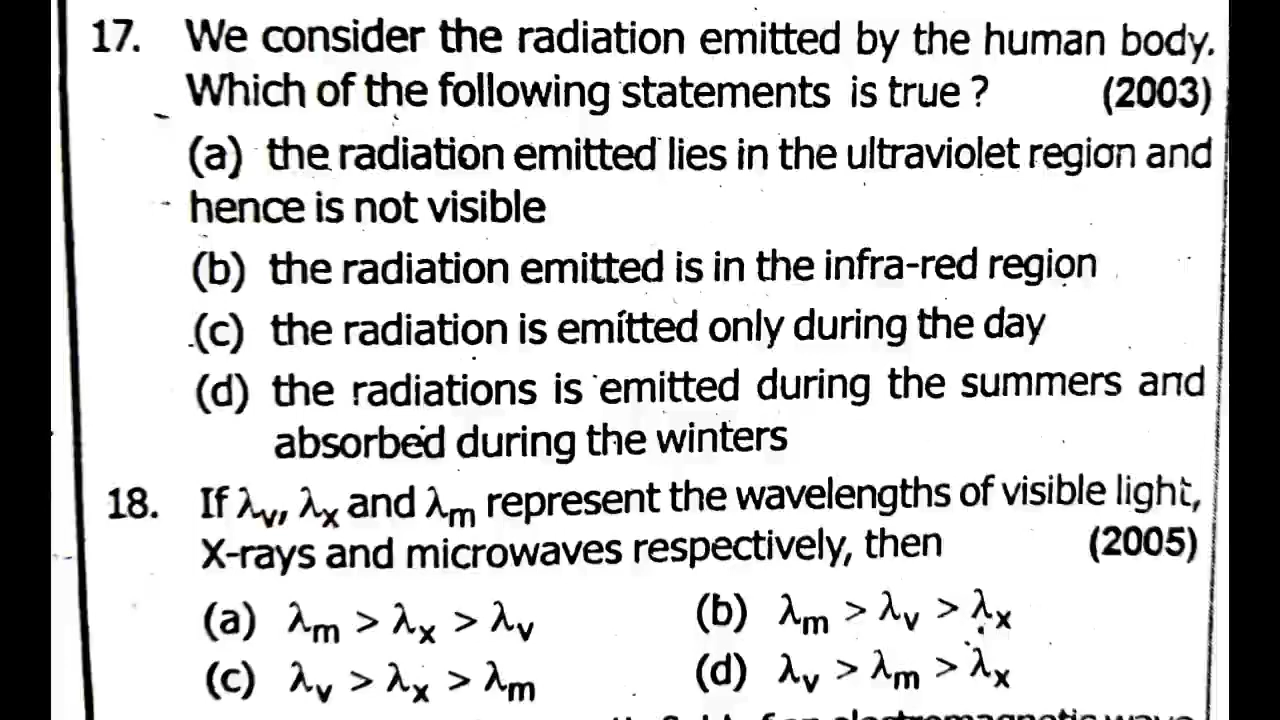 17. We consider the radiation emitted by the human body.
Which of the following statements is true ? (2003)
(a) the radiation emitted lies in the ultraviolet region and
hence is not visible
(b) the radiation emitted is in the infra-red region
(c) the radiation is emitted only during the day
(d) the radiations is emitted during the summers and
absorbed during the winters
18. If λv, λx and λm represent the wavelengths of visible light,
X-rays and microwaves respectively, then (2005)
(a) λm > λx > λv (b) λm > λv > λx
(c) λv > λx > λm (d) λv > λm > λx